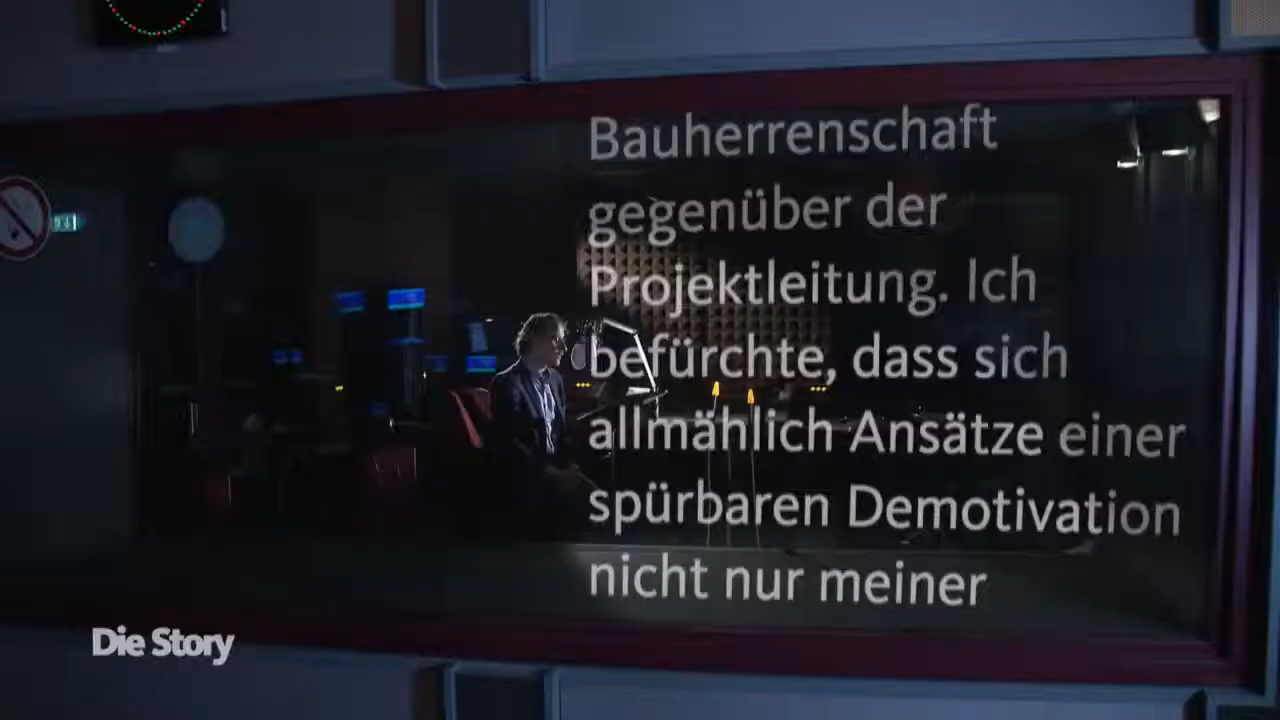 Bauherrenschaft
gegenüber der
Projektleitung. Ich
befürchte, dass sich
allmählich Ansätze einer
spürbaren Demotivation
nicht nur meiner
Die Story